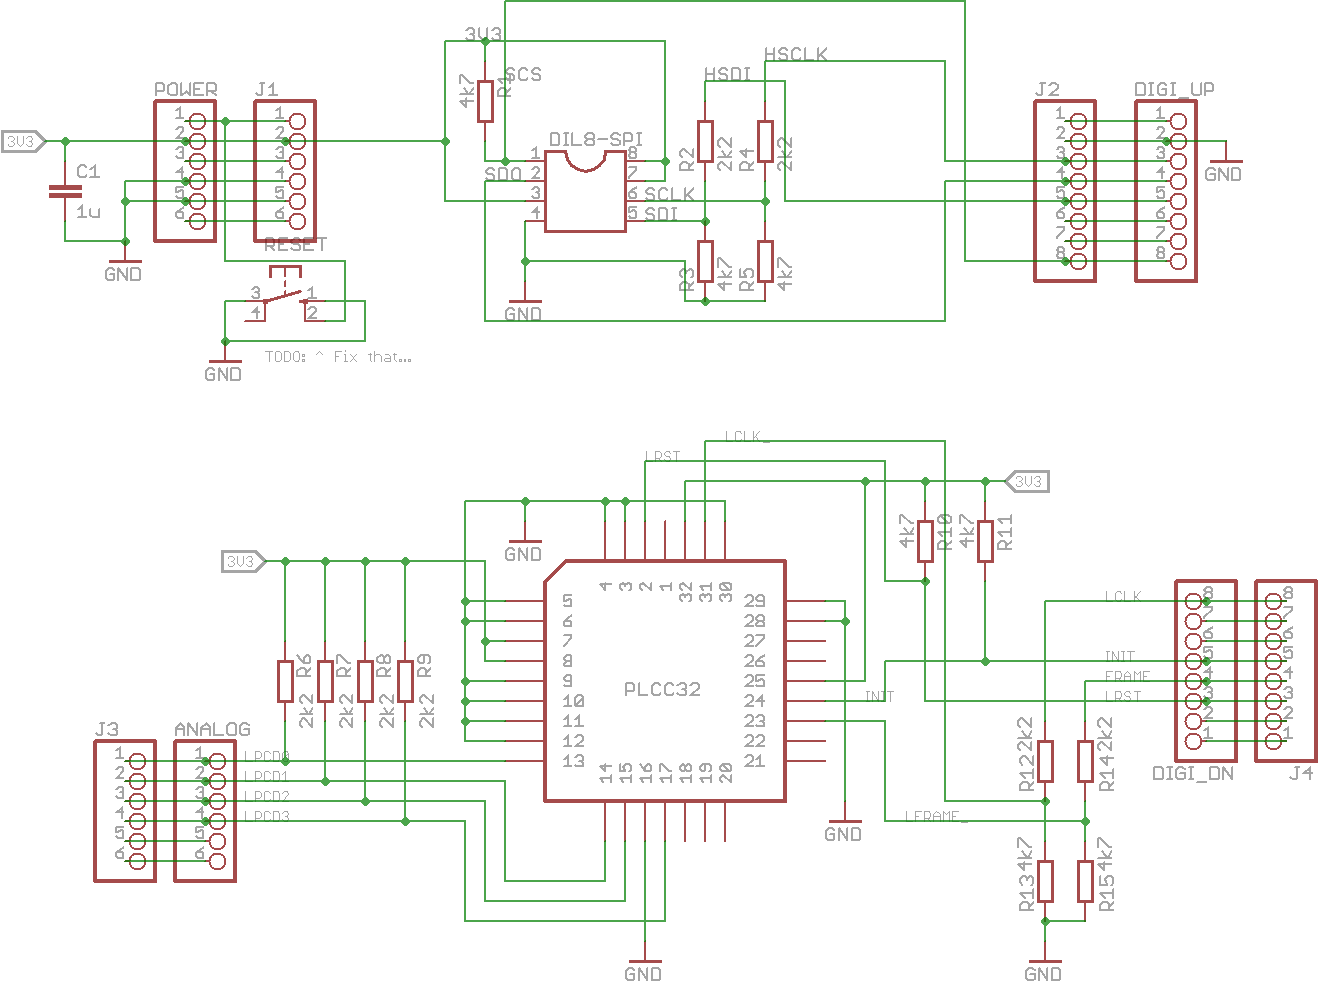 3V3
SCS
HSCLK
HSDI
POWER
J1
4k7
R1
J2
DIGI_UP
1
2
3
4
5
6
1
2
3
4
5
6
3V3
C1
1u
GND
DIL8-SPI
1
2
3
4
8
7
6
5
SDO
SCLK
SDI
R2
2k2
R4
2k2
R3
4k7
R5
4k7
1
2
3
4
5
6
7
8
1
2
3
4
5
6
7
8
GND
RESET
3
4
1
2
GND
GND
TODO: ^ Fix that...
LCLK_
LRST
3V3
4k7
R10
4k7
R11
GND
3V3
4
3
2
1
32
31
30
5
6
7
8
9
10
11
12
13
29
28
27
26
25
24
23
22
21
PLCC32
14
15
16
17
18
19
20
R6
2k2
R7
2k2
R8
2k2
R9
2k2
J3
ANALOG
1
2
3
4
5
6
1
2
3
4
5
6
LPCD0
LPCD1
LPCD2
LPCD3
INIT
LCLK
INIT
FRAME
LRST
8
7
6
5
4
3
2
1
8
7
6
5
4
3
2
1
DIGI_DN
J4
R12
2k2
R14
2k2
LFRAME_
GND
R13
4k7
R15
4k7
GND
GND